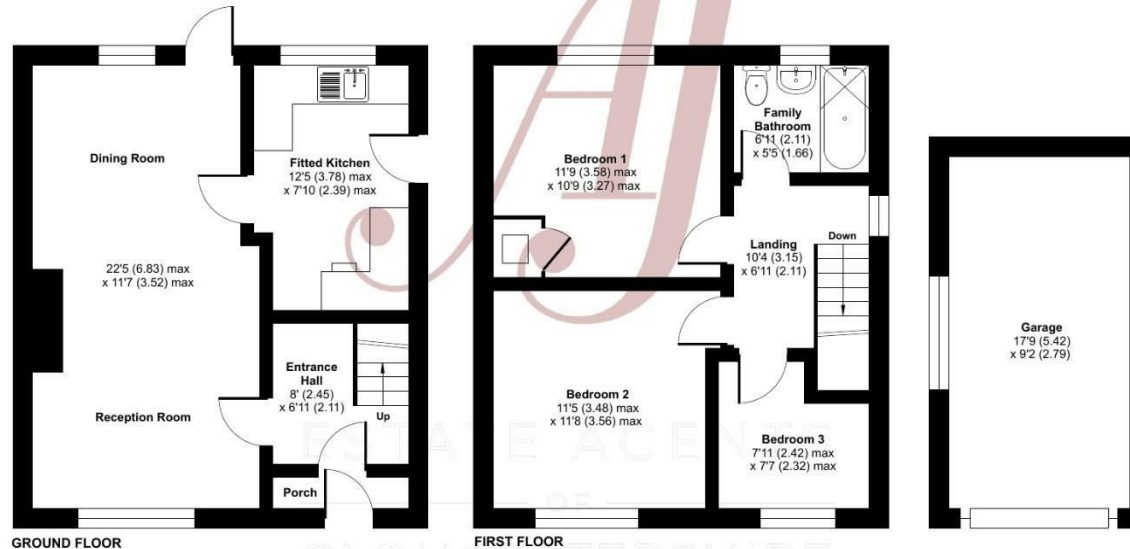 AJ
Dining Room
22'5 (6.83) max
x 11'7 (3.52) max
Reception Room
Fitted Kitchen
12'5 (3.78) max
x 7'10 (2.39) max
Entrance
Hall
8' (2.45)
x 6'11 (2.11)
Up
Porch
GROUND FLOOR
Bedroom 1
11'9 (3.58) max
x 10'9 (3.27) max
Family
Bathroom
6'11 (2.11)
x 5'5 (1.66)
Landing
10'4 (3.15)
x 6'11 (2.11)
Down
Bedroom 2
11'5 (3.48) max
x 11'8 (3.56) max
Bedroom 3
7'11 (2.42) max
x 7'7 (2.32) max
FIRST FLOOR
Garage
17'9 (5.42)
x 9'2 (2.79)
ESTATE AGENTS
OF
GLOUCESTERSHIRE